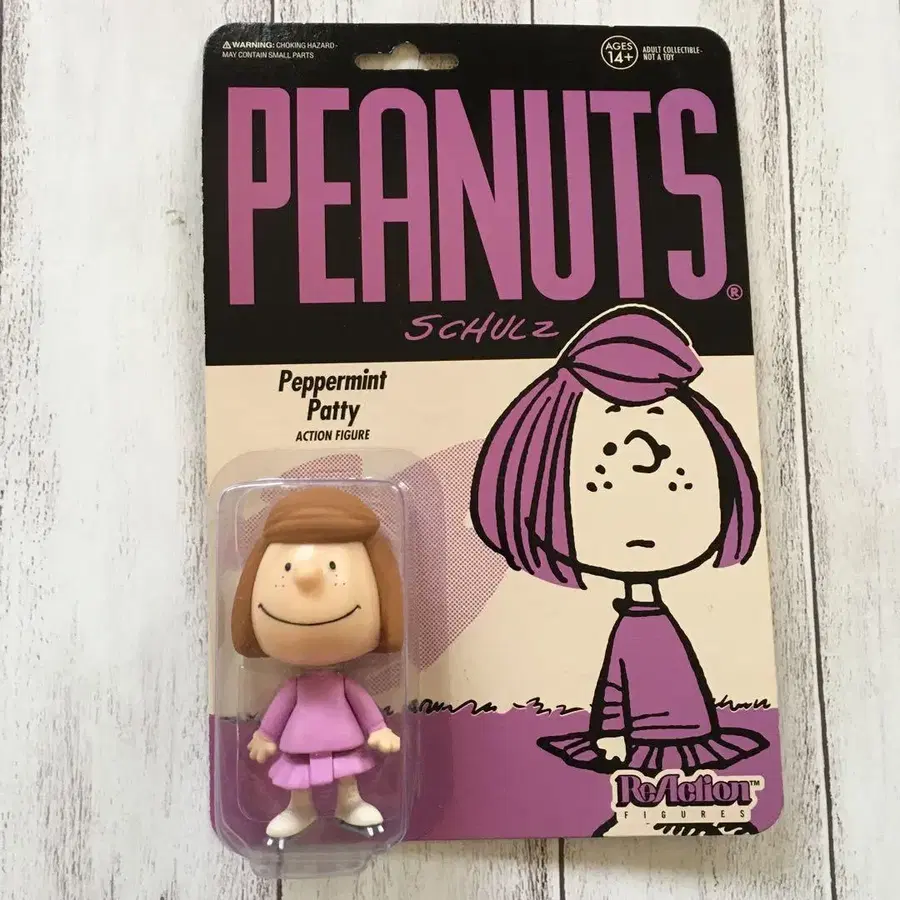 ⚠ WARNING: CHOKING HAZARD -
MAY CONTAIN SMALL PARTS
AGES
14+
ADULT COLLECTIBLE-
NOT A TOY
PEANUTS®
SCHULZ
Peppermint
Patty
ACTION FIGURE
ReAction™
FIGURES